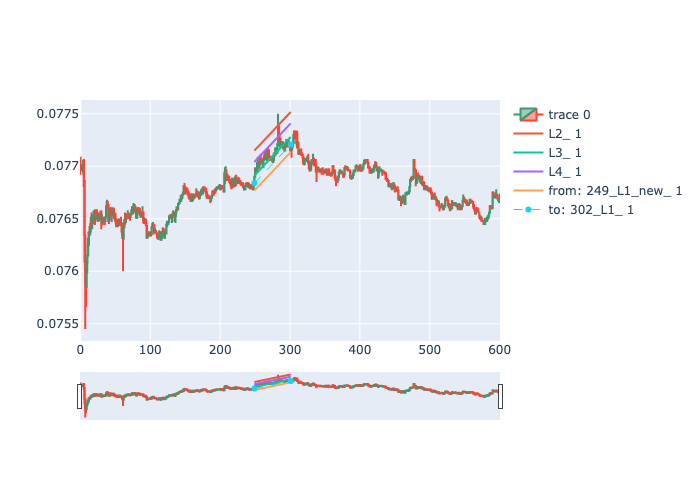 0.0775
0.077
0.0765
0.076
0.0755
0 100 200 300 400 500 600
trace 0
L2_ 1
L3_ 1
L4_ 1
from: 249_L1_new_ 1
to: 302_L1_ 1